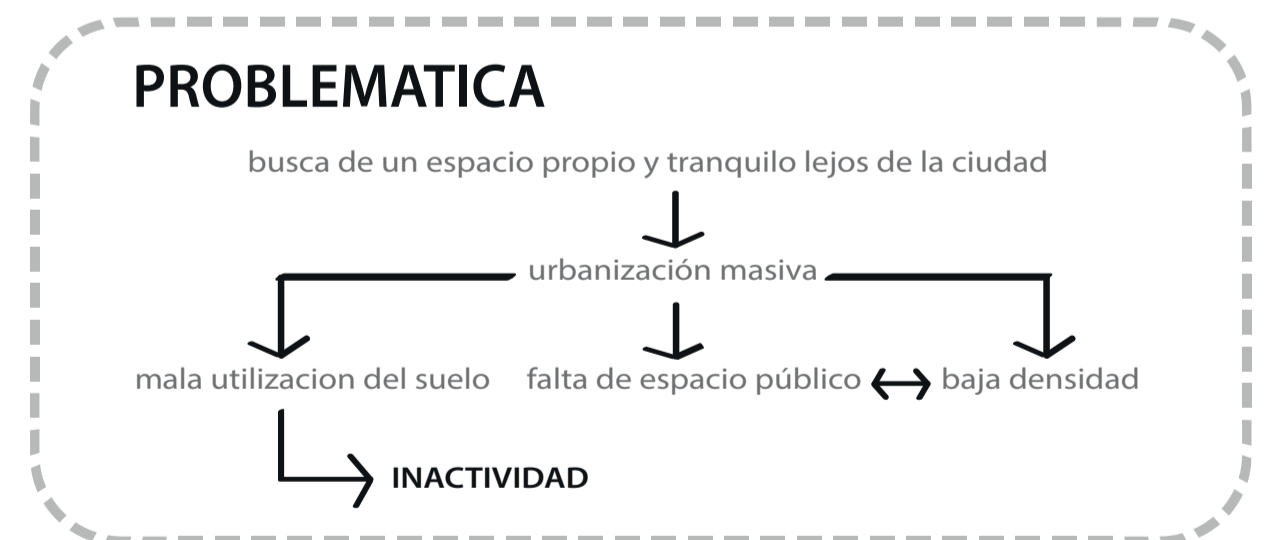 PROBLEMATICA
busca de un espacio propio y tranquilo lejos de la ciudad
urbanización masiva
mala utilizacion del suelo falta de espacio público baja densidad
INACTIVIDAD